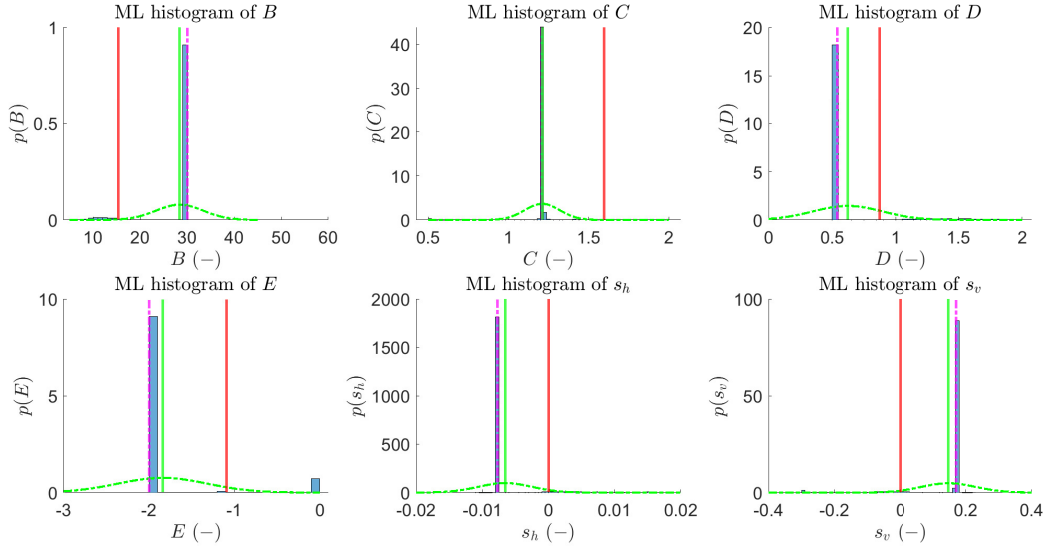 ML histogram of B
p(B)
1
0.5
0
10 20 30 40 50 60
B (−)
ML histogram of C
p(C)
40
30
20
10
0
0.5 1 1.5 2
C (−)
ML histogram of D
p(D)
20
15
10
5
0
0 0.5 1 1.5 2
D (−)
ML histogram of E
p(E)
10
5
0
-3 -2 -1 0
E (−)
ML histogram of s_h
p(s_h)
2000
1500
1000
500
0
-0.02 -0.01 0 0.01 0.02
s_h (−)
ML histogram of s_v
p(s_v)
100
50
0
-0.4 -0.2 0 0.2 0.4
s_v (−)